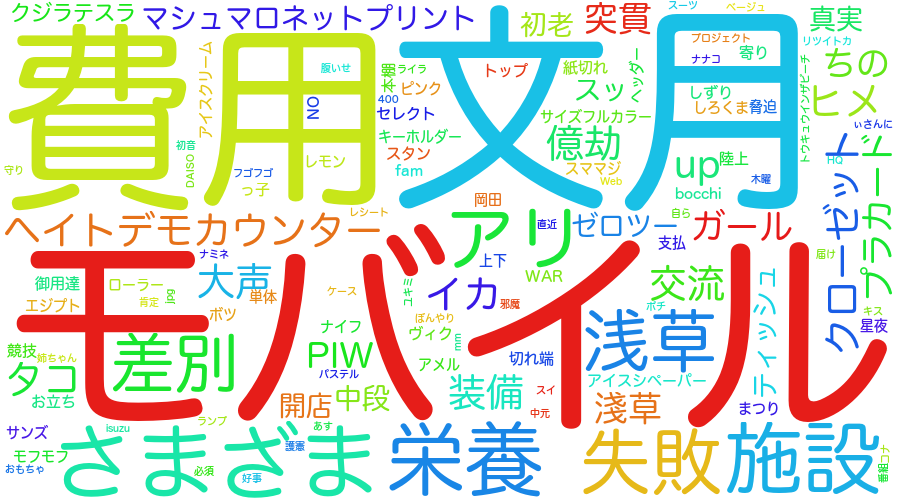 クジラテスラ
マシュマロネットプリント
初老
突貫
スーツ
ページュ
真実
リツイトカ
プロジェクト
ナナコ
寄り
ちの
費用
文月
腹いせ
本棚
ライラ
400
ピンク
セレクト
トップ
紙切れ
スッ
ヘッダー
しずり
しろくま
脅迫
トウキュウインザビーチ
ヒメ
アイスクリーム
NO
キーホルダー
サイズフルカラー
億劫
ぃさんに
初音
DAISO
レモン
スタン
fam
スママジ
Web
up
陸上
HQ
守り
フゴフゴ
っ子
bocchi
木曜
クローゼット
プラカード
レシート
岡田
自ら
ヘイトデモカウンター
アリ
直近
ゼロツー
ガール
支払
届け
モバイル
ナミネ
上下
御用達
ローラー
jpg
大声
単体
ケース
ユキミ
イカ
WAR
邪魔
交流
ティッシュ
エジプト
肯定
ボツ
ポチ
キス
星夜
ぼんやり
ナイフ
ヴィク
mm
浅草
競技
姉ちゃん
差別
PIW
切れ端
タコ
パステル
アメル
アイスシペーパー
お立ち
開店
中段
装備
スイ
淺草
まつり
中元
ランプ
あす
サンズ
isuzu
さまざま
護憲
栄養
失敗
施設
モフモフ
おもちゃ
必須
好事
番組
コナ